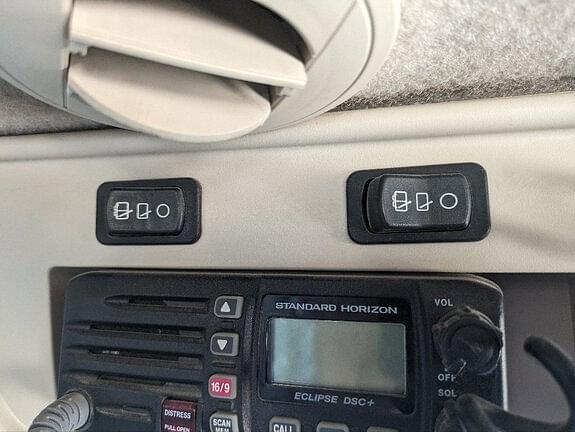 STANDARD HORIZON
VOL
16/9
OFF
ECLIPSE DSC+
SQL
DISTRESS
PULL OPEN
SCAN
MEM
CALL